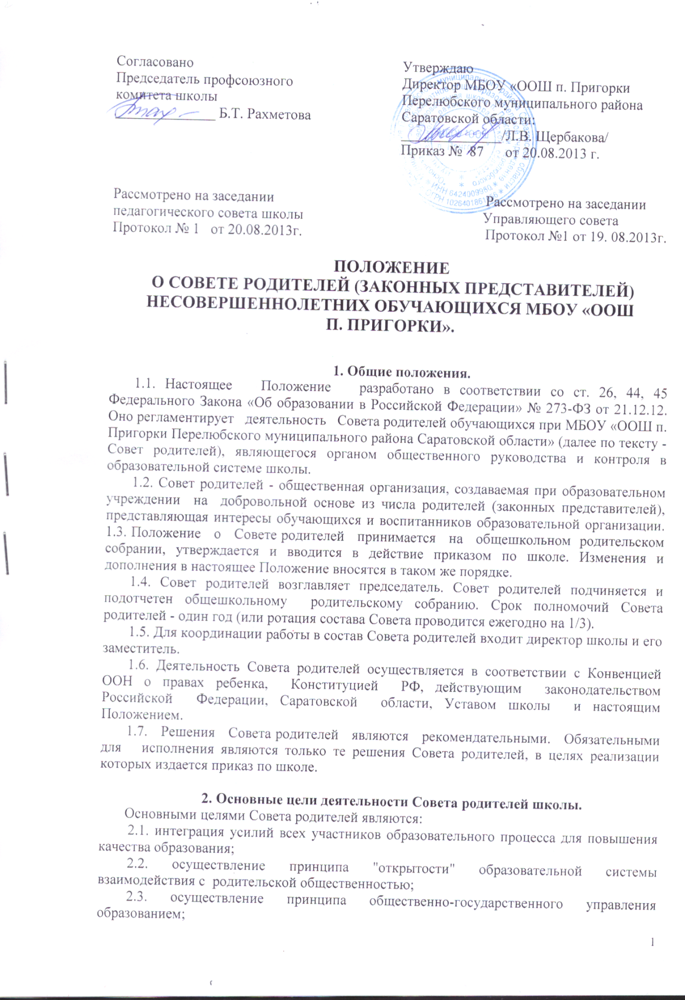 Согласовано
Председатель профсоюзного
комитета школы
_______________ Б.Т. Рахметова
Утверждаю
Директор МБОУ «ООШ п. Пригорки
Перелюбского муниципального района
Саратовской области:
_______________/Л.В. Щербакова/
Приказ № 87 от 20.08.2013 г.
ИНН 6424009980
Рассмотрено на заседании
педагогического совета школы
Протокол № 1 от 20.08.2013г.
Рассмотрено на заседании
Управляющего совета
Протокол №1 от 19. 08.2013г.
ПОЛОЖЕНИЕ
О СОВЕТЕ РОДИТЕЛЕЙ (ЗАКОННЫХ ПРЕДСТАВИТЕЛЕЙ)
НЕСОВЕРШЕННОЛЕТНИХ ОБУЧАЮЩИХСЯ МБОУ «ООШ
П. ПРИГОРКИ».
1. Общие положения.
1.1. Настоящее Положение разработано в соответствии со ст. 26, 44, 45
Федерального Закона «Об образовании в Российской Федерации» № 273-ФЗ от 21.12.12.
Оно регламентирует деятельность Совета родителей обучающихся при МБОУ «ООШ п.
Пригорки Перелюбского муниципального района Саратовской области» (далее по тексту -
Совет родителей), являющегося органом общественного руководства и контроля в
образовательной системе школы.
1.2. Совет родителей - общественная организация, создаваемая при образовательном
учреждении на добровольной основе из числа родителей (законных представителей),
представляющая интересы обучающихся и воспитанников образовательной организации.
1.3. Положение о Совете родителей принимается на общешкольном родительском
собрании, утверждается и вводится в действие приказом по школе. Изменения и
дополнения в настоящее Положение вносятся в таком же порядке.
1.4. Совет родителей возглавляет председатель. Совет родителей подчиняется и
подотчетен общешкольному родительскому собранию. Срок полномочий Совета
родителей - один год (или ротация состава Совета проводится ежегодно на 1/3).
1.5. Для координации работы в состав Совета родителей входит директор школы и его
заместитель.
1.6. Деятельность Совета родителей осуществляется в соответствии с Конвенцией
ООН о правах ребенка, Конституцией РФ, действующим законодательством
Российской Федерации, Саратовской области, Уставом школы и настоящим
Положением.
1.7. Решения Совета родителей являются рекомендательными. Обязательными
для исполнения являются только те решения Совета родителей, в целях реализации
которых издается приказ по школе.
2. Основные цели деятельности Совета родителей школы.
Основными целями Совета родителей являются:
2.1. интеграция усилий всех участников образовательного процесса для повышения
качества образования;
2.2. осуществление принципа "открытости" образовательной системы
взаимодействия с родительской общественностью;
2.3. осуществление принципа общественно-государственного управления
образованием;
1